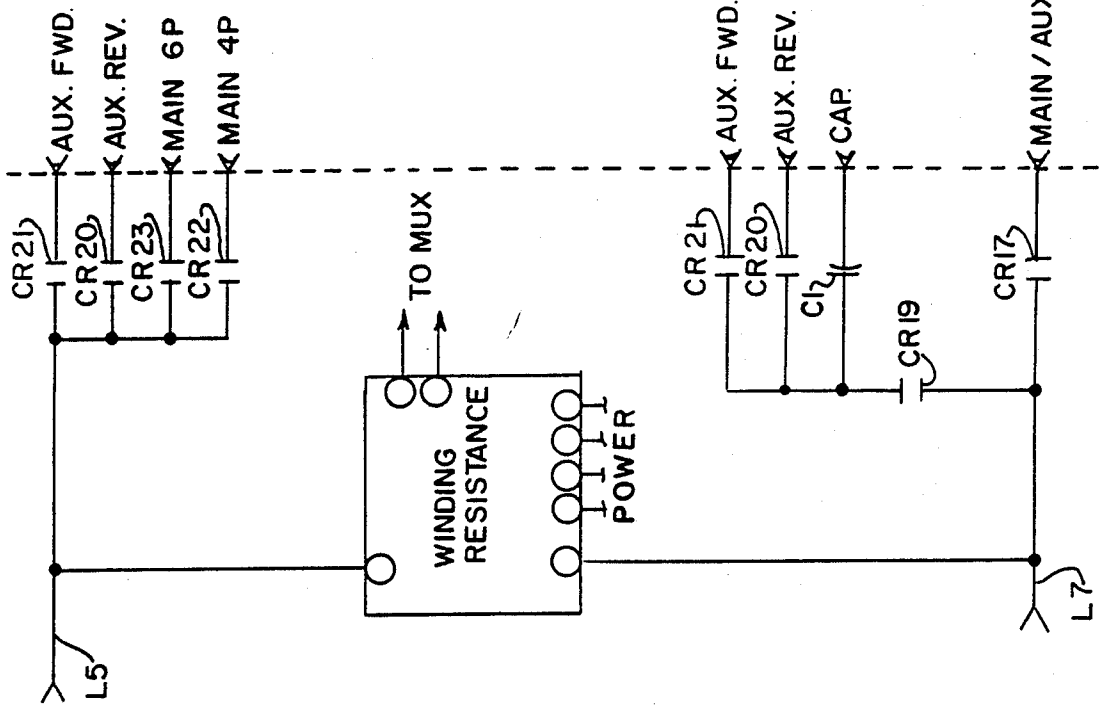 CR21
AUX. FWD.
CR20
AUX. REV.
CR23
MAIN 6P
CR22
MAIN 4P
TO MUX
WINDING
RESISTANCE
POWER
L5
CR21
AUX. FWD.
CR20
AUX. REV.
C1
CAP.
CR19
CR17
MAIN / AUX
L7